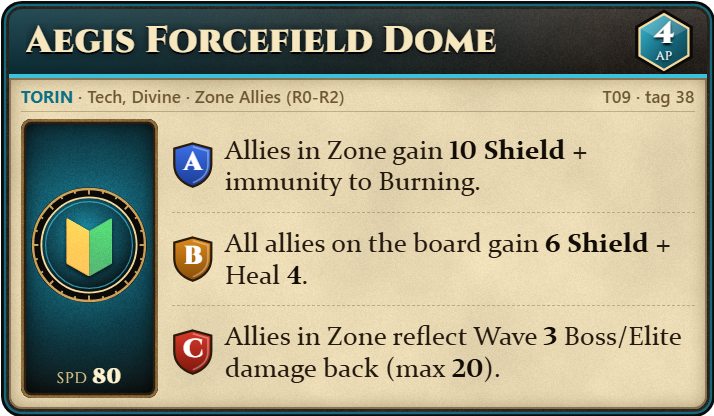 AEGIS FORCEFIELD DOME
4
AP
TORIN · Tech, Divine · Zone Allies (R0-R2)
T09 · tag 38
A
Allies in Zone gain 10 Shield +
immunity to Burning.
B
All allies on the board gain 6 Shield +
Heal 4.
C
Allies in Zone reflect Wave 3 Boss/Elite
damage back (max 20).
SPD 80